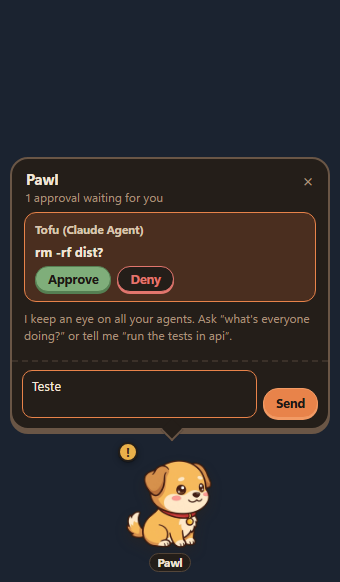 Pawl
×
1 approval waiting for you
Tofu (Claude Agent)
rm -rf dist?
Approve
Deny
I keep an eye on all your agents. Ask “what's everyone
doing?” or tell me “run the tests in api”.
Teste
Send
!
Pawl